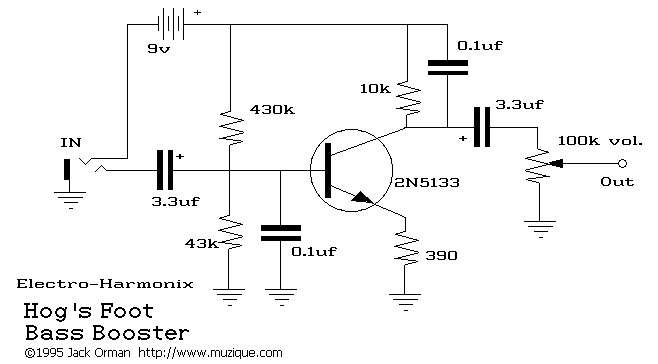 +
9v
0.1uf
10k
3.3uf
430k
+
100k vol.
IN
+
2N5133
Out
3.3uf
43k
0.1uf
390
Electro-Harmonix
Hog's Foot
Bass Booster
©1995 Jack Orman http://www.muzique.com